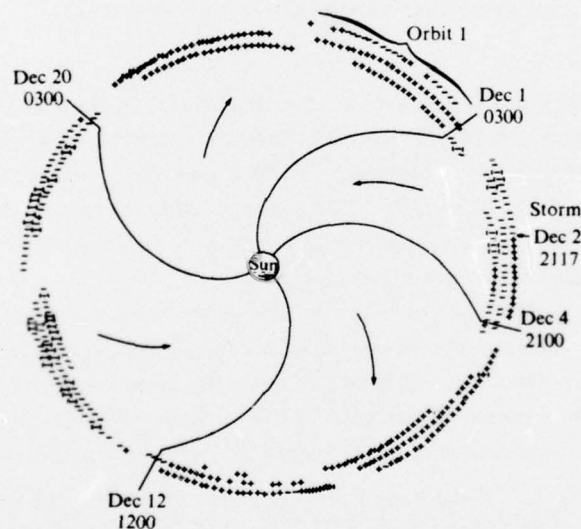 Orbit 1
Dec 20
0300
Dec 1
0300
Storm
Dec 2
2117
Sun
Dec 4
2100
Dec 12
1200